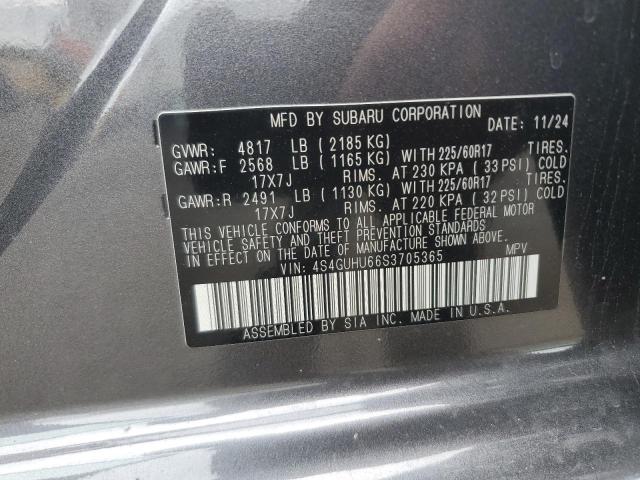 MFD BY SUBARU CORPORATION
DATE: 11/24
GVWR: 4817 LB (2185 KG)
GAWR:F 2568 LB (1165 KG) WITH 225/60R17 TIRES.
17X7J RIMS. AT 230 KPA (33 PSI) COLD
GAWR:R 2491 LB (1130 KG) WITH 225/60R17 TIRES.
17X7J RIMS. AT 220 KPA (32 PSI) COLD
THIS VEHICLE CONFORMS TO ALL APPLICABLE FEDERAL MOTOR
VEHICLE SAFETY AND THEFT PREVENTION STANDARDS
IN EFFECT ON THE DATE OF MANUFACTURE SHOWN ABOVE.
VIN: 4S4GUHU66S3705365 MPV
ASSEMBLED BY SIA INC. MADE IN U.S.A.